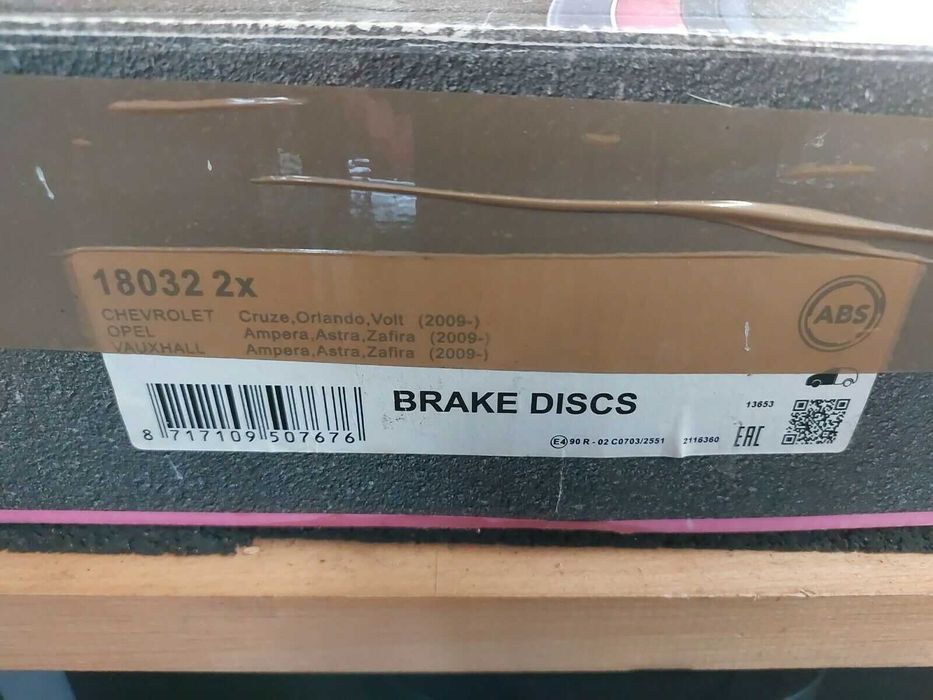 18032 2x
CHEVROLET Cruze,Orlando,Volt (2009-)
OPEL Ampera,Astra,Zafira (2009-)
VAUXHALL Ampera,Astra,Zafira (2009-)
ABS
BRAKE DISCS
13653
8 717109 507676
E4 90 R - 02 C0703/2551 2116360 EAC